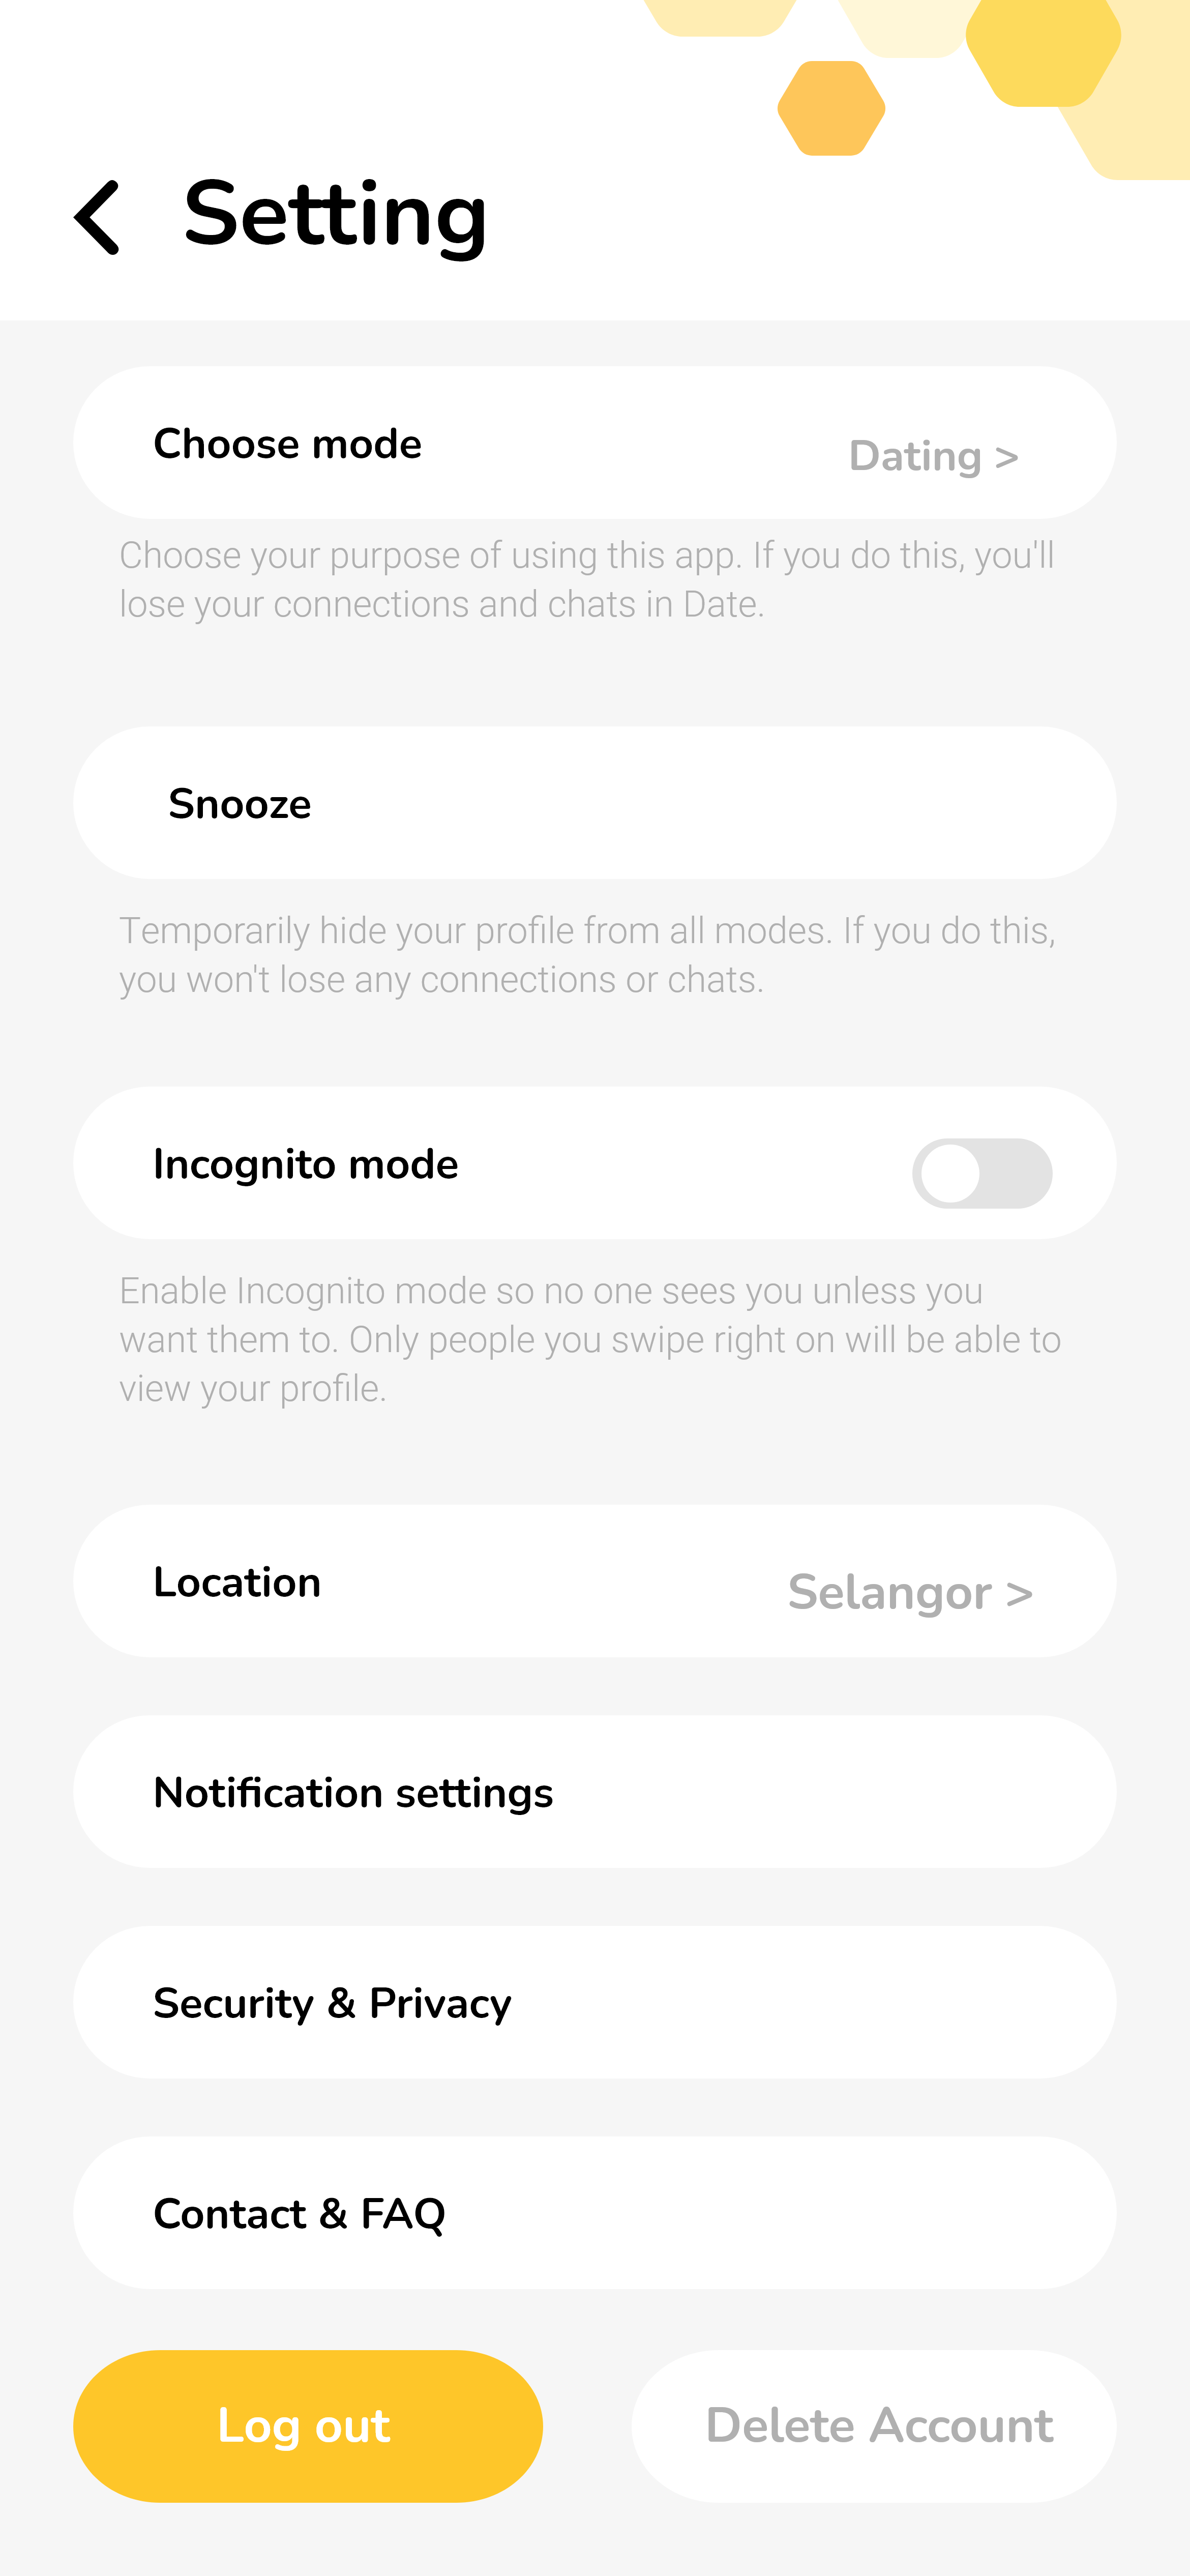 Setting
Choose mode
Dating >
Choose your purpose of using this app. If you do this, you'll
lose your connections and chats in Date.
Snooze
Temporarily hide your profile from all modes. If you do this,
you won't lose any connections or chats.
Incognito mode
Enable Incognito mode so no one sees you unless you
want them to. Only people you swipe right on will be able to
view your profile.
Location
Selangor >
Notification settings
Security & Privacy
Contact & FAQ
Log out
Delete Account